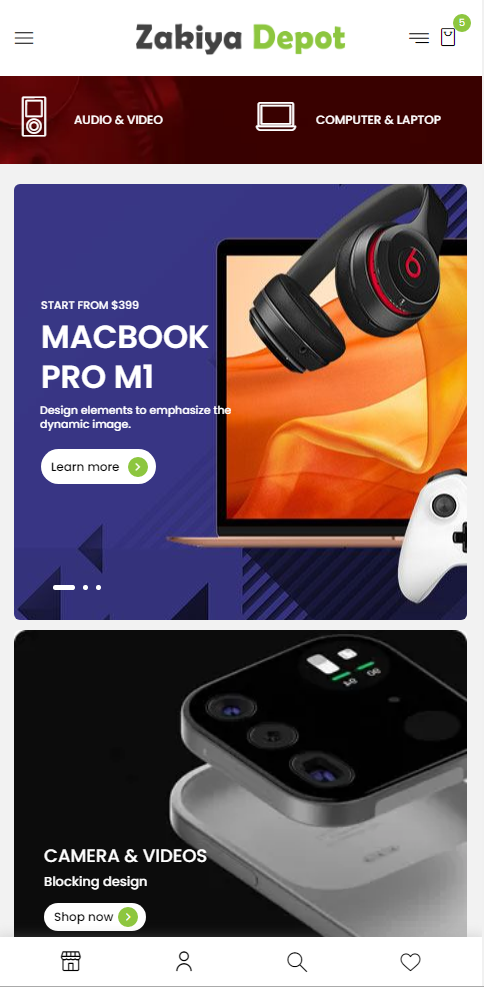 Zakiya Depot
5
AUDIO & VIDEO
COMPUTER & LAPTOP
START FROM $399
MACBOOK
PRO M1
Design elements to emphasize the
dynamic image.
Learn more
CAMERA & VIDEOS
Blocking design
Shop now